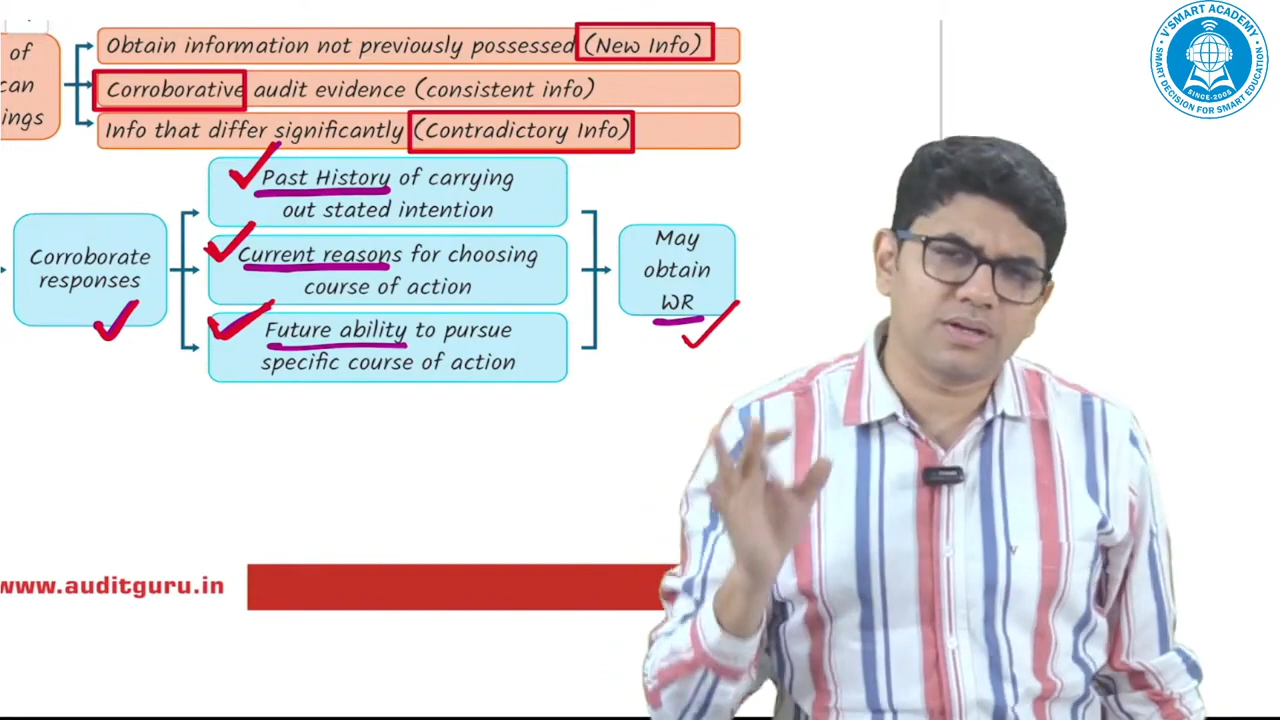 of
can
ings
Obtain information not previously possessed (New Info)
Corroborative audit evidence (consistent info)
Info that differ significantly (Contradictory Info)
Corroborate
responses
Past History of carrying
out stated intention
Current reasons for choosing
course of action
Future ability to pursue
specific course of action
May
obtain
WR
www.auditguru.in
V'SMART ACADEMY
SINCE-2005
SMART DECISION FOR SMART EDUCATION